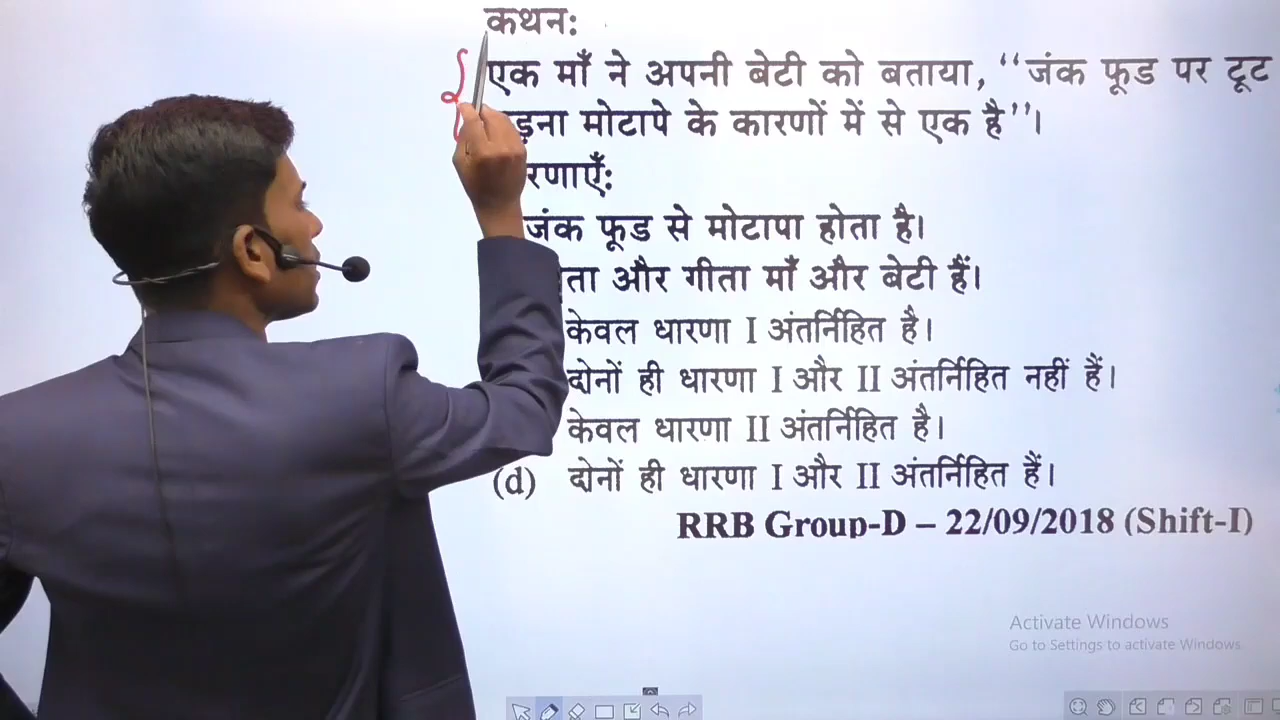 कथन:
एक माँ ने अपनी बेटी को बताया, ‘‘जंक फूड पर टूट
मोटापे के कारणों में से एक है’’।
जंक फूड से मोटापा होता है।
और गीता माँ और बेटी हैं।
केवल धारणा I अंतर्निहित है।
दोनों ही धारणा I और II अंतर्निहित नहीं हैं।
केवल धारणा II अंतर्निहित है।
(d) दोनों ही धारणा I और II अंतर्निहित हैं।
RRB Group-D – 22/09/2018 (Shift-I)
Activate Windows
Go to Settings to activate Windows.